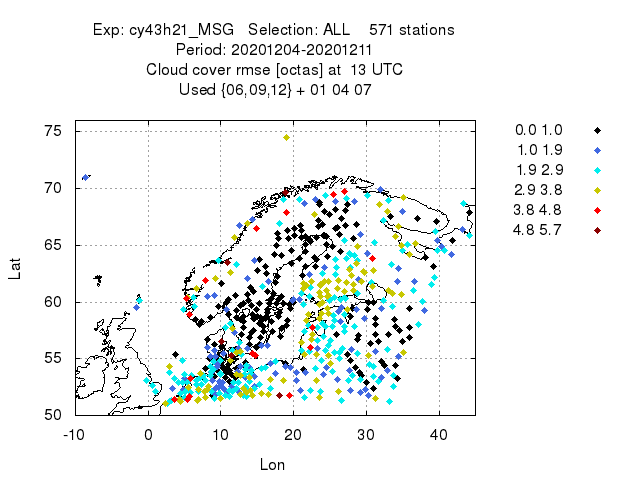 Exp: cy43h21_MSG   Selection: ALL    571 stations
Period: 20201204-20201211
Cloud cover rmse [octas] at  13 UTC
Used {06,09,12} + 01 04 07
0.0 1.0
1.0 1.9
1.9 2.9
2.9 3.8
3.8 4.8
4.8 5.7
75
70
65
60
55
50
Lat
-10 0 10 20 30 40
Lon